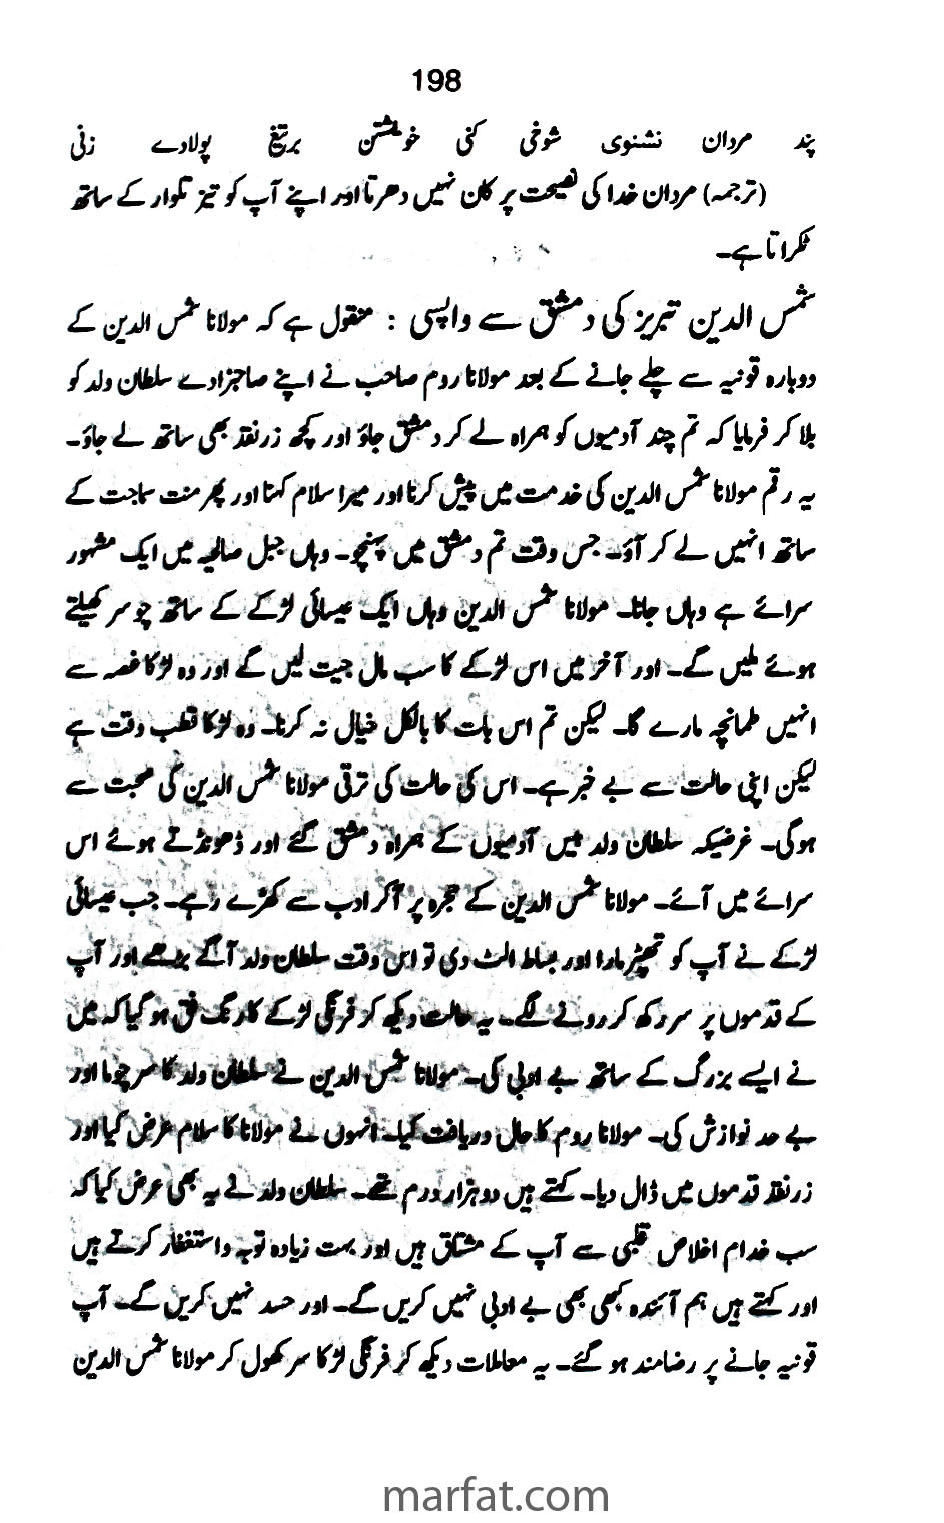 198
پند مردان نشنوی شوخی کنی خویشتن برتیغ پولادے زنی
(ترجمہ) مردان خدا کی نصیحت پر کان نہیں دھرتا اور اپنے آپ کو تیز تلوار کے ساتھ
ٹکراتا ہے۔
شمس الدین تبریز کی دمشق سے واپسی : منقول ہے کہ مولانا شمس الدین کے
دوبارہ قونیہ سے چلے جانے کے بعد مولانا روم صاحب نے اپنے صاحبزادے سلطان ولد کو
بلا کر فرمایا کہ تم چند آدمیوں کو ہمراہ لے کر دمشق جاؤ اور کچھ زرنقد بھی ساتھ لے جاؤ۔
یہ رقم مولانا شمس الدین کی خدمت میں پیش کرنا اور میرا سلام کہنا اور پھر منت سماجت کے
ساتھ انہیں لے کر آؤ۔ جس وقت تم دمشق میں پہنچو۔ وہاں جبل صالحیہ میں ایک مشہور
سرائے ہے وہاں جانا۔ مولانا شمس الدین وہاں ایک عیسائی لڑکے کے ساتھ چوسر کھیلتے
ہوئے ملیں گے۔ اور آخر میں اس لڑکے کا سب مال جیت لیں گے اور وہ لڑکا غصہ سے
انہیں طمانچہ مارے گا۔ لیکن تم اس بات کا بالکل خیال نہ کرنا۔ وہ لڑکا قطب وقت ہے
لیکن اپنی حالت سے بے خبر ہے۔ اس کی حالت کی ترقی مولانا شمس الدین کی صحبت سے
ہوگی۔ غرضیکہ سلطان ولد بیس آدمیوں کے ہمراہ دمشق گئے اور ڈھونڈتے ہوئے اس
سرائے میں آئے۔ مولانا شمس الدین کے حجرہ پر آکر ادب سے کھڑے رہے۔ جب عیسائی
لڑکے نے آپ کو تھپڑ مارا اور بساط الٹ دی تو اس وقت سلطان ولد آگے بڑھے اور آپ
کے قدموں پر سر رکھ کر رونے لگے۔ یہ حالت دیکھ کر فرنگی لڑکے کا رنگ فق ہو گیا کہ میں
نے ایسے بزرگ کے ساتھ بے ادبی کی۔ مولانا شمس الدین نے سلطان ولد کا سر چوما اور
بے حد نوازش کی۔ مولانا روم کا حال دریافت کیا۔ انہوں نے مولانا کا سلام عرض کیا اور
زرنقد قدموں میں ڈال دیا۔ کہتے ہیں دو ہزار درم تھے۔ سلطان ولد نے یہ بھی عرض کیا کہ
سب خدام اخلاص قلبی سے آپ کے مشتاق ہیں اور بہت زیادہ توبہ و استغفار کرتے ہیں
اور کہتے ہیں ہم آئندہ کبھی بھی بے ادبی نہیں کریں گے۔ اور حسد نہیں کریں گے۔ آپ
قونیہ جانے پر رضامند ہو گئے۔ یہ معاملات دیکھ کر فرنگی لڑکا سر کھول کر مولانا شمس الدین
marfat.com